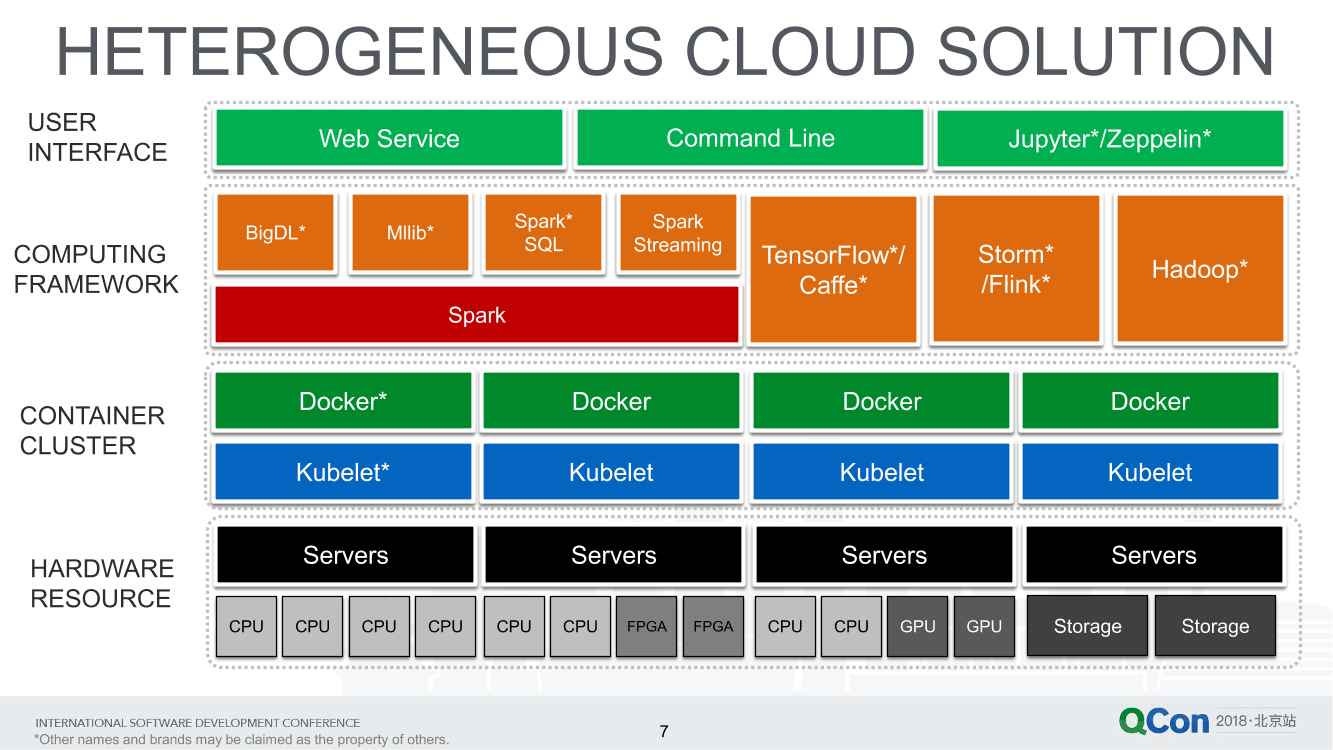 HETEROGENEOUS CLOUD SOLUTION
USER
INTERFACE
Web Service
Command Line
Jupyter*/Zeppelin*
COMPUTING
FRAMEWORK
BigDL*
Mllib*
Spark*
SQL
Spark
Streaming
Spark
TensorFlow*/
Caffe*
Storm*
/Flink*
Hadoop*
CONTAINER
CLUSTER
Docker*
Docker
Docker
Docker
Kubelet*
Kubelet
Kubelet
Kubelet
HARDWARE
RESOURCE
Servers
Servers
Servers
Servers
CPU
CPU
CPU
CPU
CPU
CPU
FPGA
FPGA
CPU
CPU
GPU
GPU
Storage
Storage
INTERNATIONAL SOFTWARE DEVELOPMENT CONFERENCE
*Other names and brands may be claimed as the property of others.
7
QCon
2018·北京站